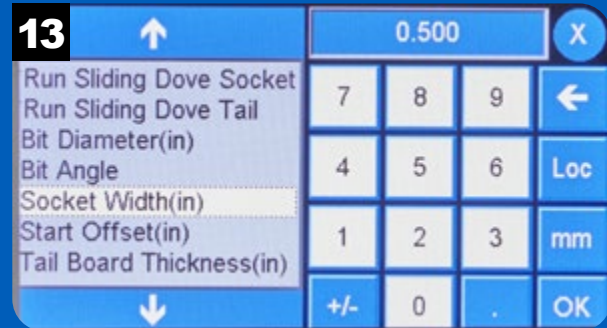 13
0.500
X
Run Sliding Dove Socket
Run Sliding Dove Tail
Bit Diameter(in)
Bit Angle
Socket Width(in)
Start Offset(in)
Tail Board Thickness(in)
7 8 9
4 5 6 Loc
1 2 3 mm
+/- 0 . OK